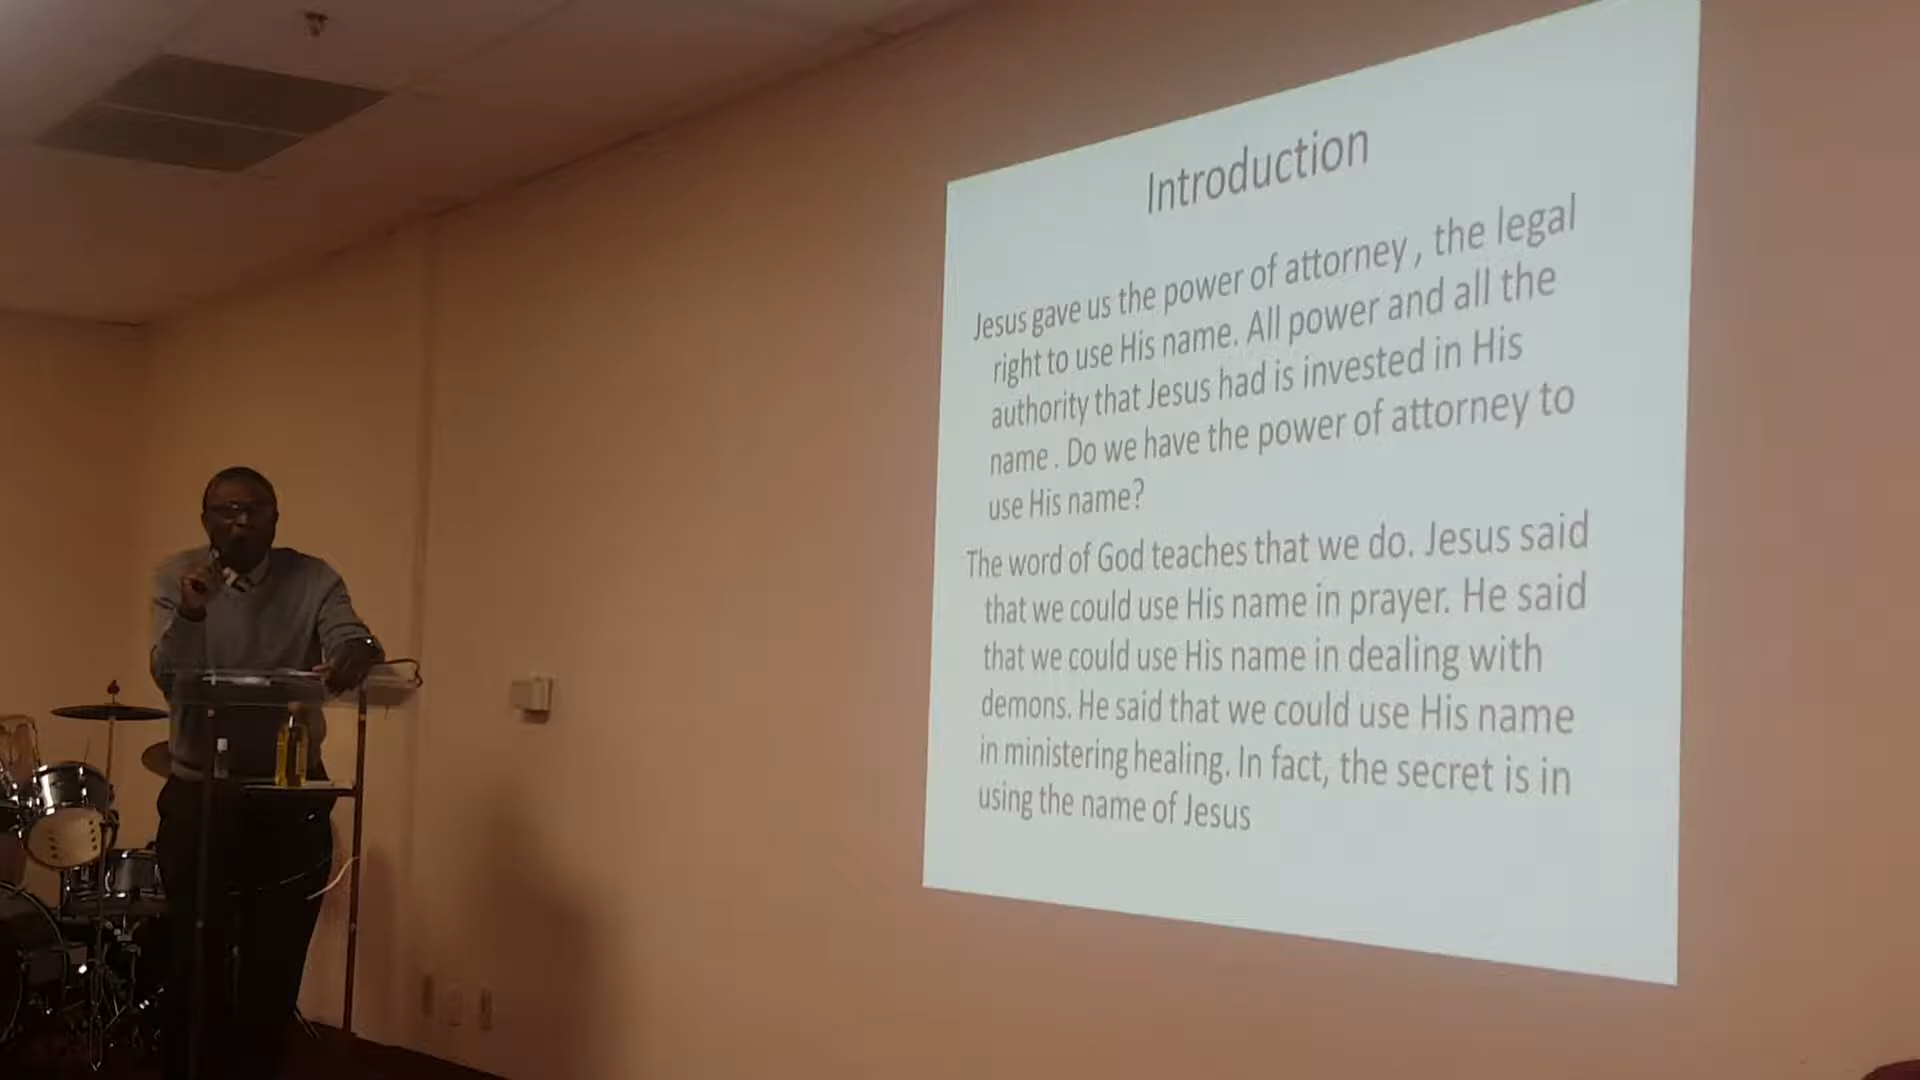 Introduction
Jesus gave us the power of attorney , the legal
right to use His name. All power and all the
authority that Jesus had is invested in His
name . Do we have the power of attorney to
use His name?
The word of God teaches that we do. Jesus said
that we could use His name in prayer. He said
that we could use His name in dealing with
demons. He said that we could use His name
in ministering healing. In fact, the secret is in
using the name of Jesus